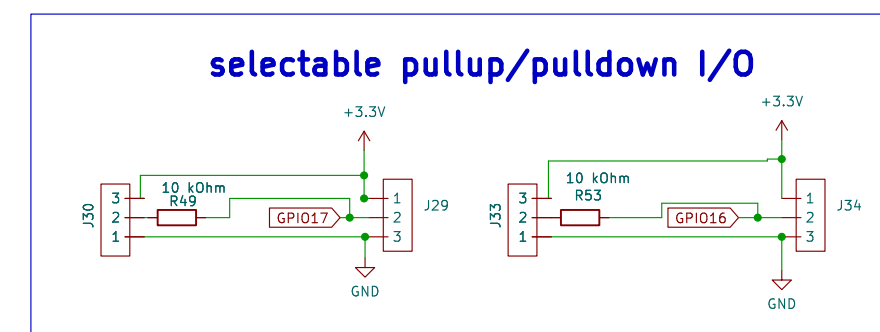 selectable pullup/pulldown I/O
+3.3V
J30
3
2
1
10 kOhm
R49
GPIO17
1
2
3
J29
GND
+3.3V
J33
3
2
1
10 kOhm
R53
GPIO16
1
2
3
J34
GND